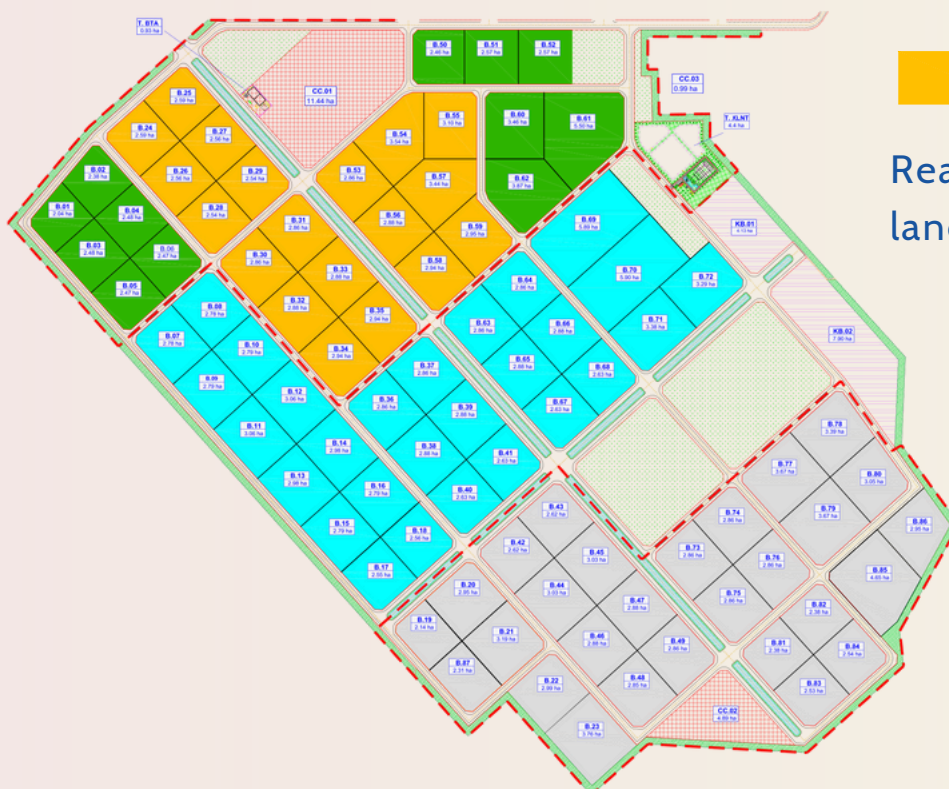 T. BTA
0.93 ha
CC.01
11.44 ha
B.50
2.46 ha
B.51
2.57 ha
B.52
2.57 ha
CC.03
0.99 ha
T. XLNT
4.4 ha
Rea
land
B.25
2.59 ha
B.24
2.59 ha
B.27
2.56 ha
B.26
2.56 ha
B.29
2.54 ha
B.28
2.54 ha
B.55
3.10 ha
B.54
3.54 ha
B.53
2.86 ha
B.57
3.44 ha
B.56
2.88 ha
B.59
2.95 ha
B.58
2.94 ha
B.60
3.46 ha
B.61
5.50 ha
B.62
3.67 ha
B.02
2.38 ha
B.01
2.04 ha
B.04
2.48 ha
B.03
2.48 ha
B.06
2.47 ha
B.05
2.47 ha
B.31
2.86 ha
B.30
2.86 ha
B.33
2.88 ha
B.32
2.88 ha
B.35
2.94 ha
B.34
2.94 ha
KB.01
4.13 ha
KB.02
7.90 ha
B.69
5.69 ha
B.70
5.80 ha
B.72
3.29 ha
B.71
3.38 ha
B.64
2.86 ha
B.63
2.86 ha
B.66
2.88 ha
B.65
2.88 ha
B.68
2.63 ha
B.67
2.63 ha
B.08
2.78 ha
B.07
2.78 ha
B.10
2.79 ha
B.09
2.79 ha
B.12
3.06 ha
B.11
3.06 ha
B.14
2.98 ha
B.13
2.98 ha
B.16
2.79 ha
B.15
2.79 ha
B.18
2.56 ha
B.17
2.55 ha
B.37
2.86 ha
B.36
2.86 ha
B.39
2.88 ha
B.38
2.88 ha
B.41
2.63 ha
B.40
2.63 ha
B.78
3.39 ha
B.77
3.67 ha
B.80
3.05 ha
B.79
3.67 ha
B.86
2.95 ha
B.85
4.65 ha
B.43
2.62 ha
B.42
2.62 ha
B.45
3.03 ha
B.44
3.03 ha
B.47
2.88 ha
B.46
2.88 ha
B.49
2.86 ha
B.48
2.85 ha
B.74
2.86 ha
B.73
2.86 ha
B.76
2.86 ha
B.75
2.86 ha
B.82
2.38 ha
B.81
2.38 ha
B.84
2.54 ha
B.83
2.53 ha
B.20
2.95 ha
B.19
2.14 ha
B.21
3.19 ha
B.87
2.31 ha
B.22
2.99 ha
B.23
3.76 ha
CC.02
4.89 ha